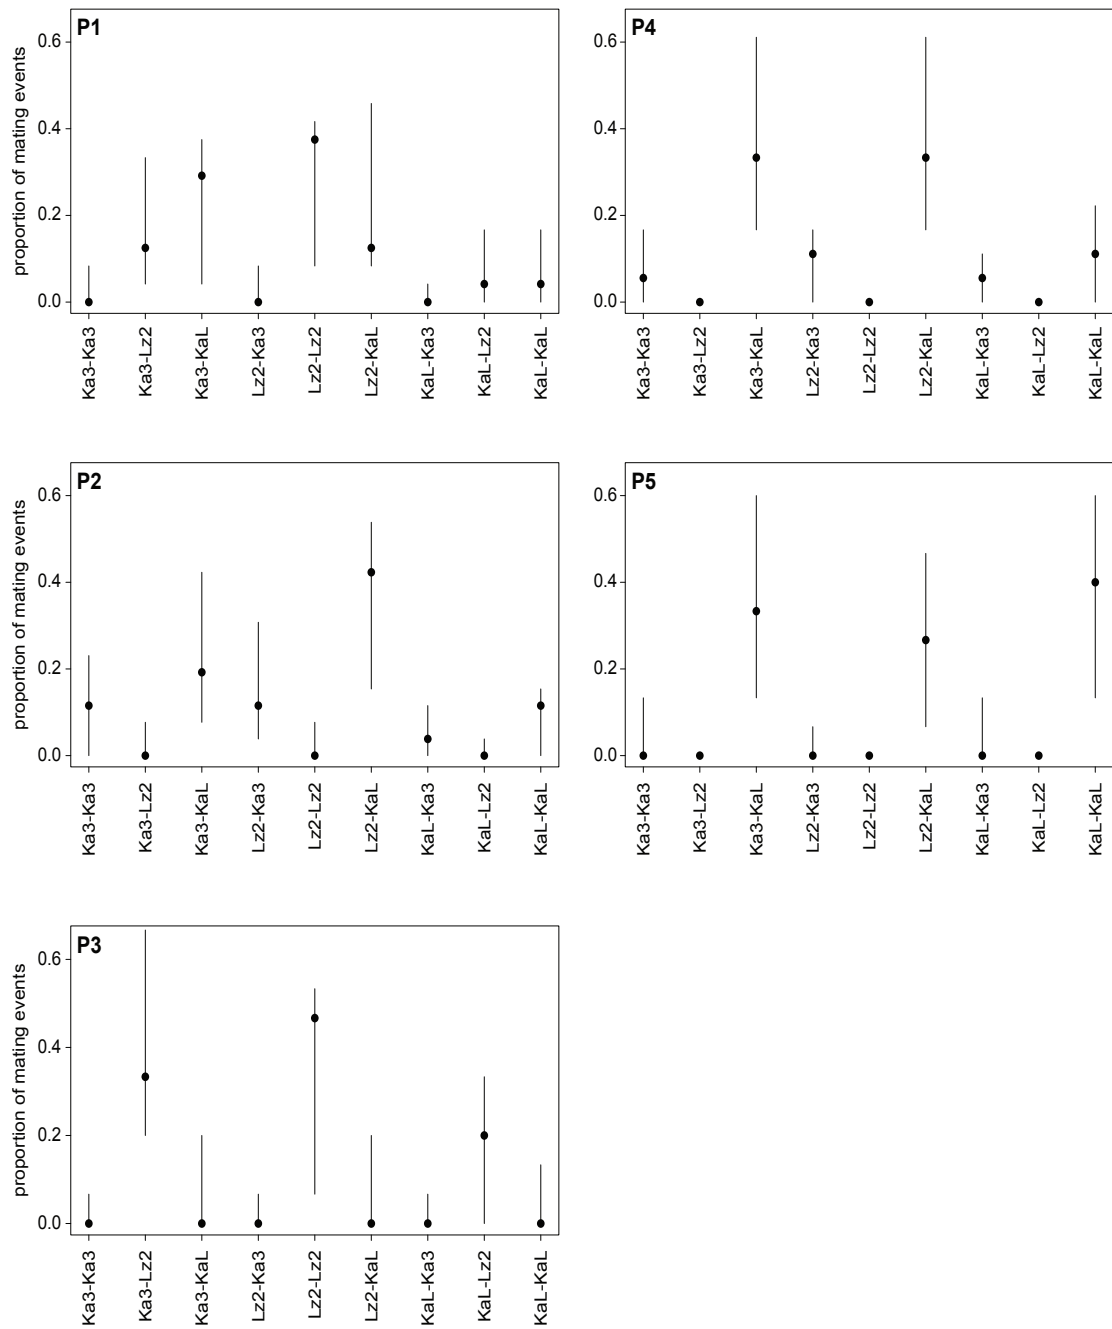 P1
proportion of mating events
0.6
0.4
0.2
0.0
Ka3-Ka3
Ka3-Lz2
Ka3-KaL
Lz2-Ka3
Lz2-Lz2
Lz2-KaL
KaL-Ka3
KaL-Lz2
KaL-KaL
P4
0.6
0.4
0.2
0.0
Ka3-Ka3
Ka3-Lz2
Ka3-KaL
Lz2-Ka3
Lz2-Lz2
Lz2-KaL
KaL-Ka3
KaL-Lz2
KaL-KaL
P2
proportion of mating events
0.6
0.4
0.2
0.0
Ka3-Ka3
Ka3-Lz2
Ka3-KaL
Lz2-Ka3
Lz2-Lz2
Lz2-KaL
KaL-Ka3
KaL-Lz2
KaL-KaL
P5
0.6
0.4
0.2
0.0
Ka3-Ka3
Ka3-Lz2
Ka3-KaL
Lz2-Ka3
Lz2-Lz2
Lz2-KaL
KaL-Ka3
KaL-Lz2
KaL-KaL
P3
proportion of mating events
0.6
0.4
0.2
0.0
Ka3-Ka3
Ka3-Lz2
Ka3-KaL
Lz2-Ka3
Lz2-Lz2
Lz2-KaL
KaL-Ka3
KaL-Lz2
KaL-KaL